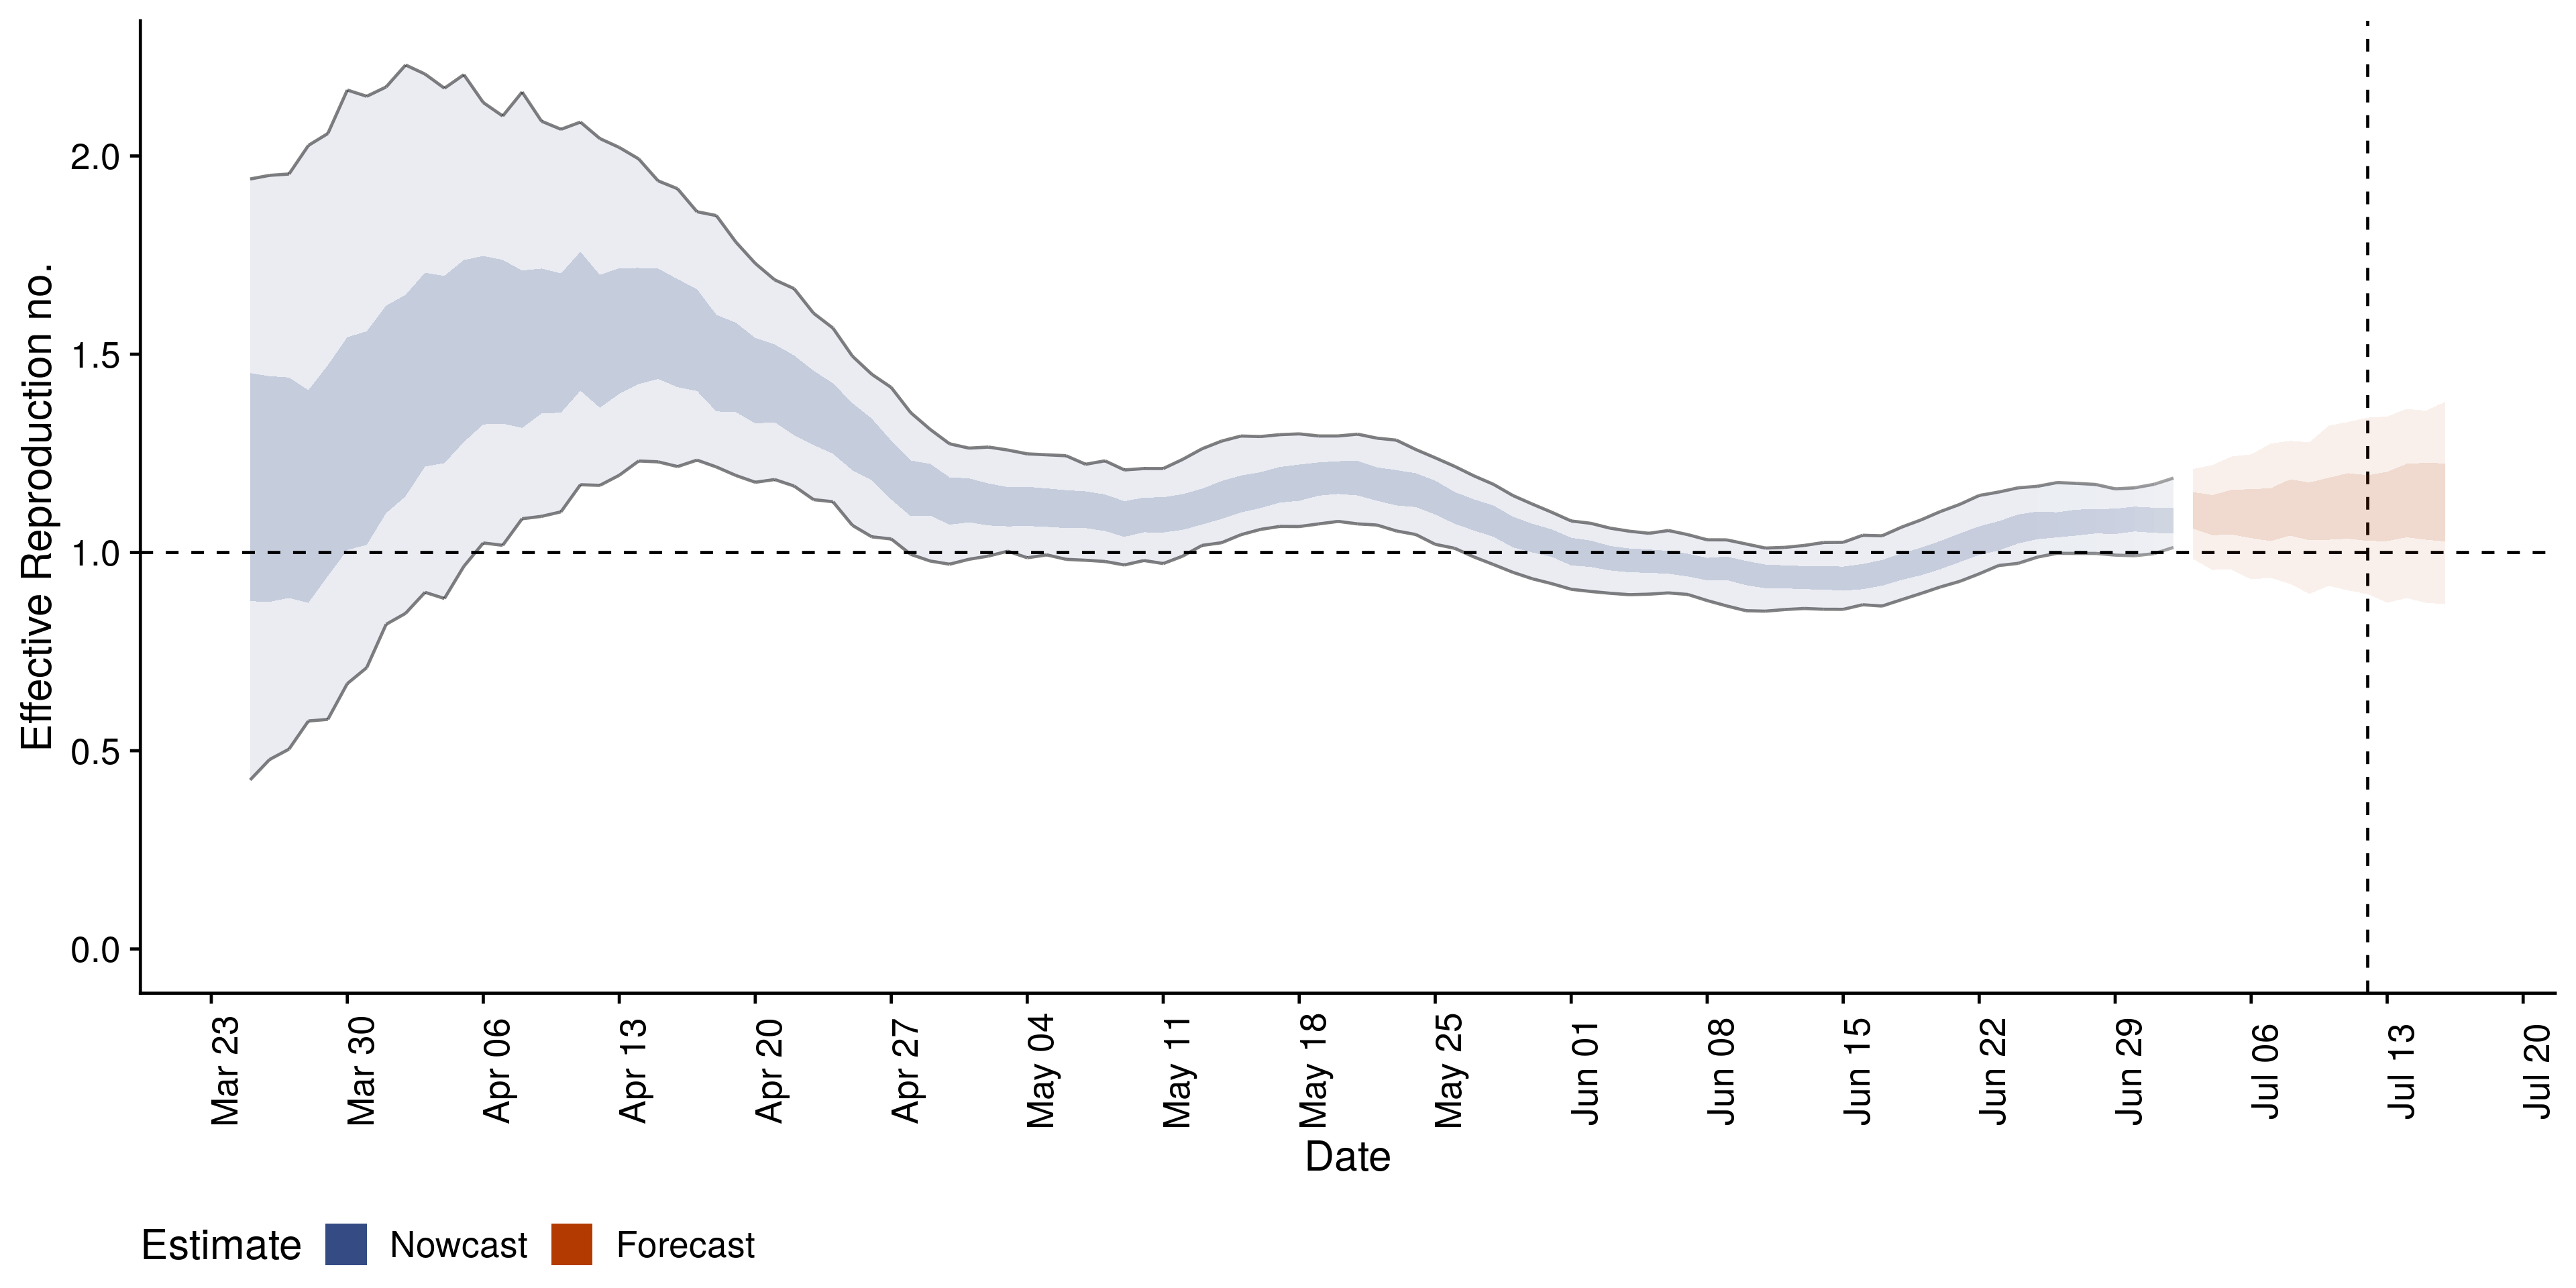 Effective Reproduction no.
2.0
1.5
1.0
0.5
0.0
Mar 23
Mar 30
Apr 06
Apr 13
Apr 20
Apr 27
May 04
May 11
May 18
May 25
Jun 01
Jun 08
Jun 15
Jun 22
Jun 29
Jul 06
Jul 13
Jul 20
Date
Estimate Nowcast Forecast